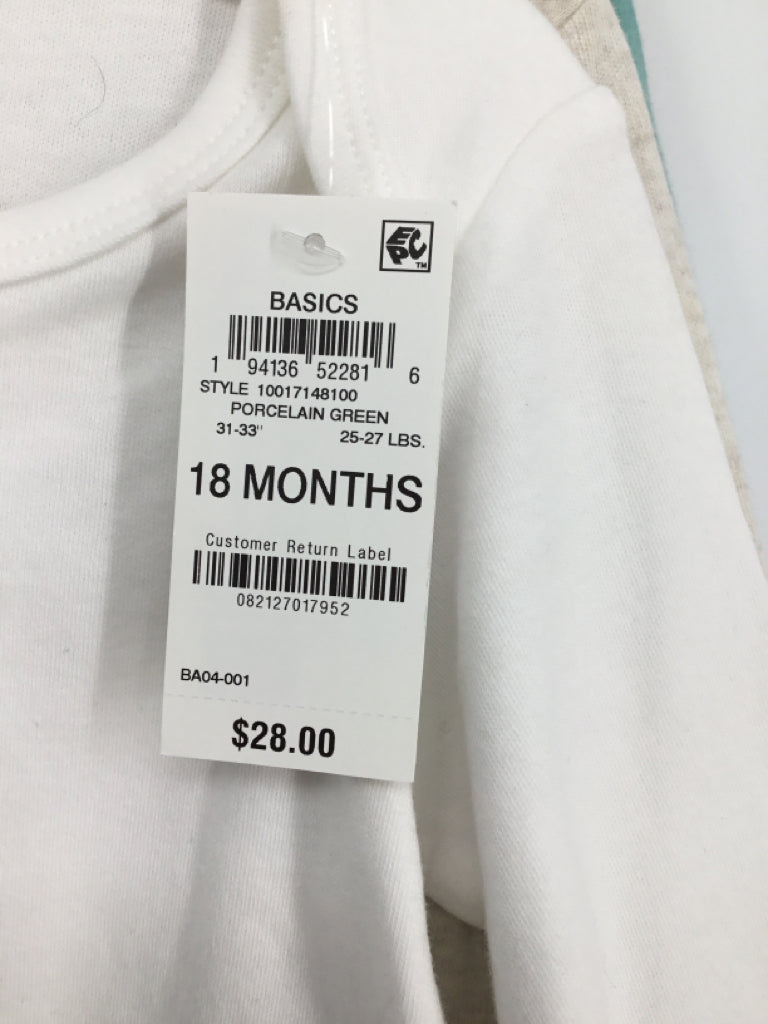 EPC
TM
BASICS
1 94136 52281 6
STYLE 10017148100
PORCELAIN GREEN
31-33" 25-27 LBS.
18 MONTHS
Customer Return Label
082127017952
BA04-001
$28.00